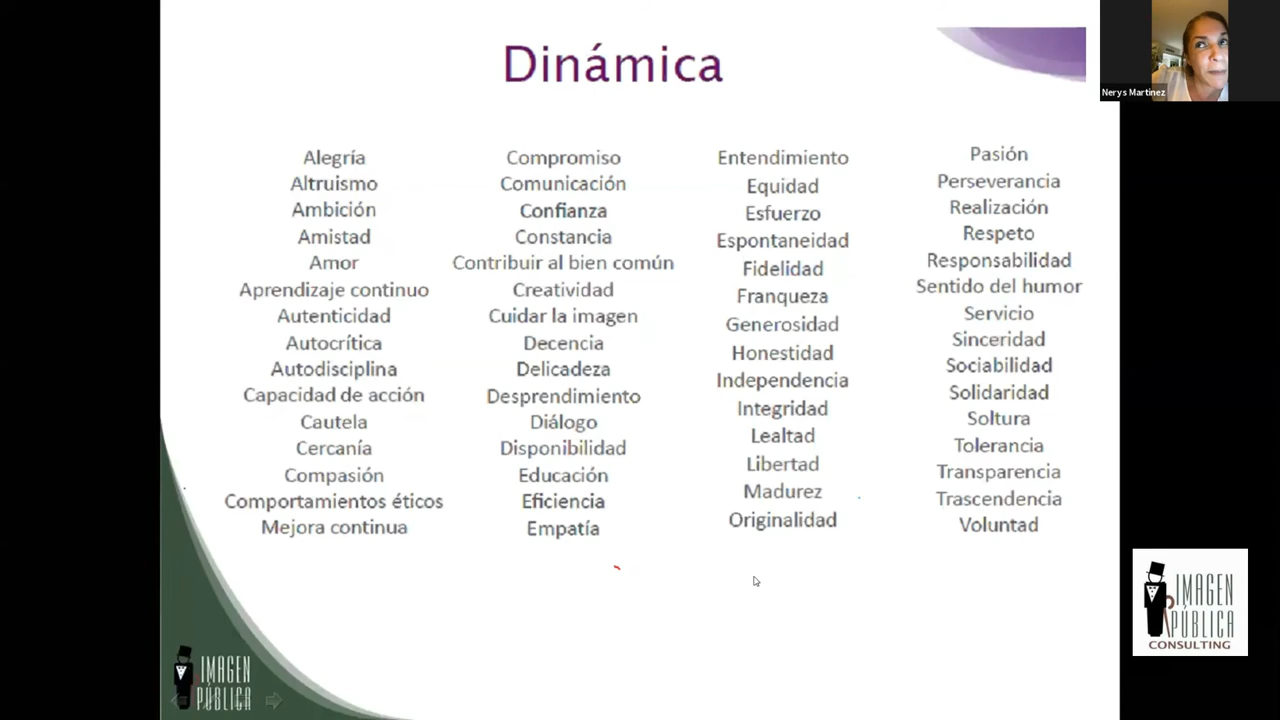 Dinámica
Nerys Martinez
Alegría
Altruismo
Ambición
Amistad
Amor
Aprendizaje continuo
Autenticidad
Autocrítica
Autodisciplina
Capacidad de acción
Cautela
Cercanía
Compasión
Comportamientos éticos
Mejora continua
Compromiso
Comunicación
Confianza
Constancia
Contribuir al bien común
Creatividad
Cuidar la imagen
Decencia
Delicadeza
Desprendimiento
Diálogo
Disponibilidad
Educación
Eficiencia
Empatía
Entendimiento
Equidad
Esfuerzo
Espontaneidad
Fidelidad
Franqueza
Generosidad
Honestidad
Independencia
Integridad
Lealtad
Libertad
Madurez
Originalidad
Pasión
Perseverancia
Realización
Respeto
Responsabilidad
Sentido del humor
Servicio
Sinceridad
Sociabilidad
Solidaridad
Soltura
Tolerancia
Transparencia
Trascendencia
Voluntad
IMAGEN
PÚBLICA
IMAGEN
PÚBLICA
CONSULTING